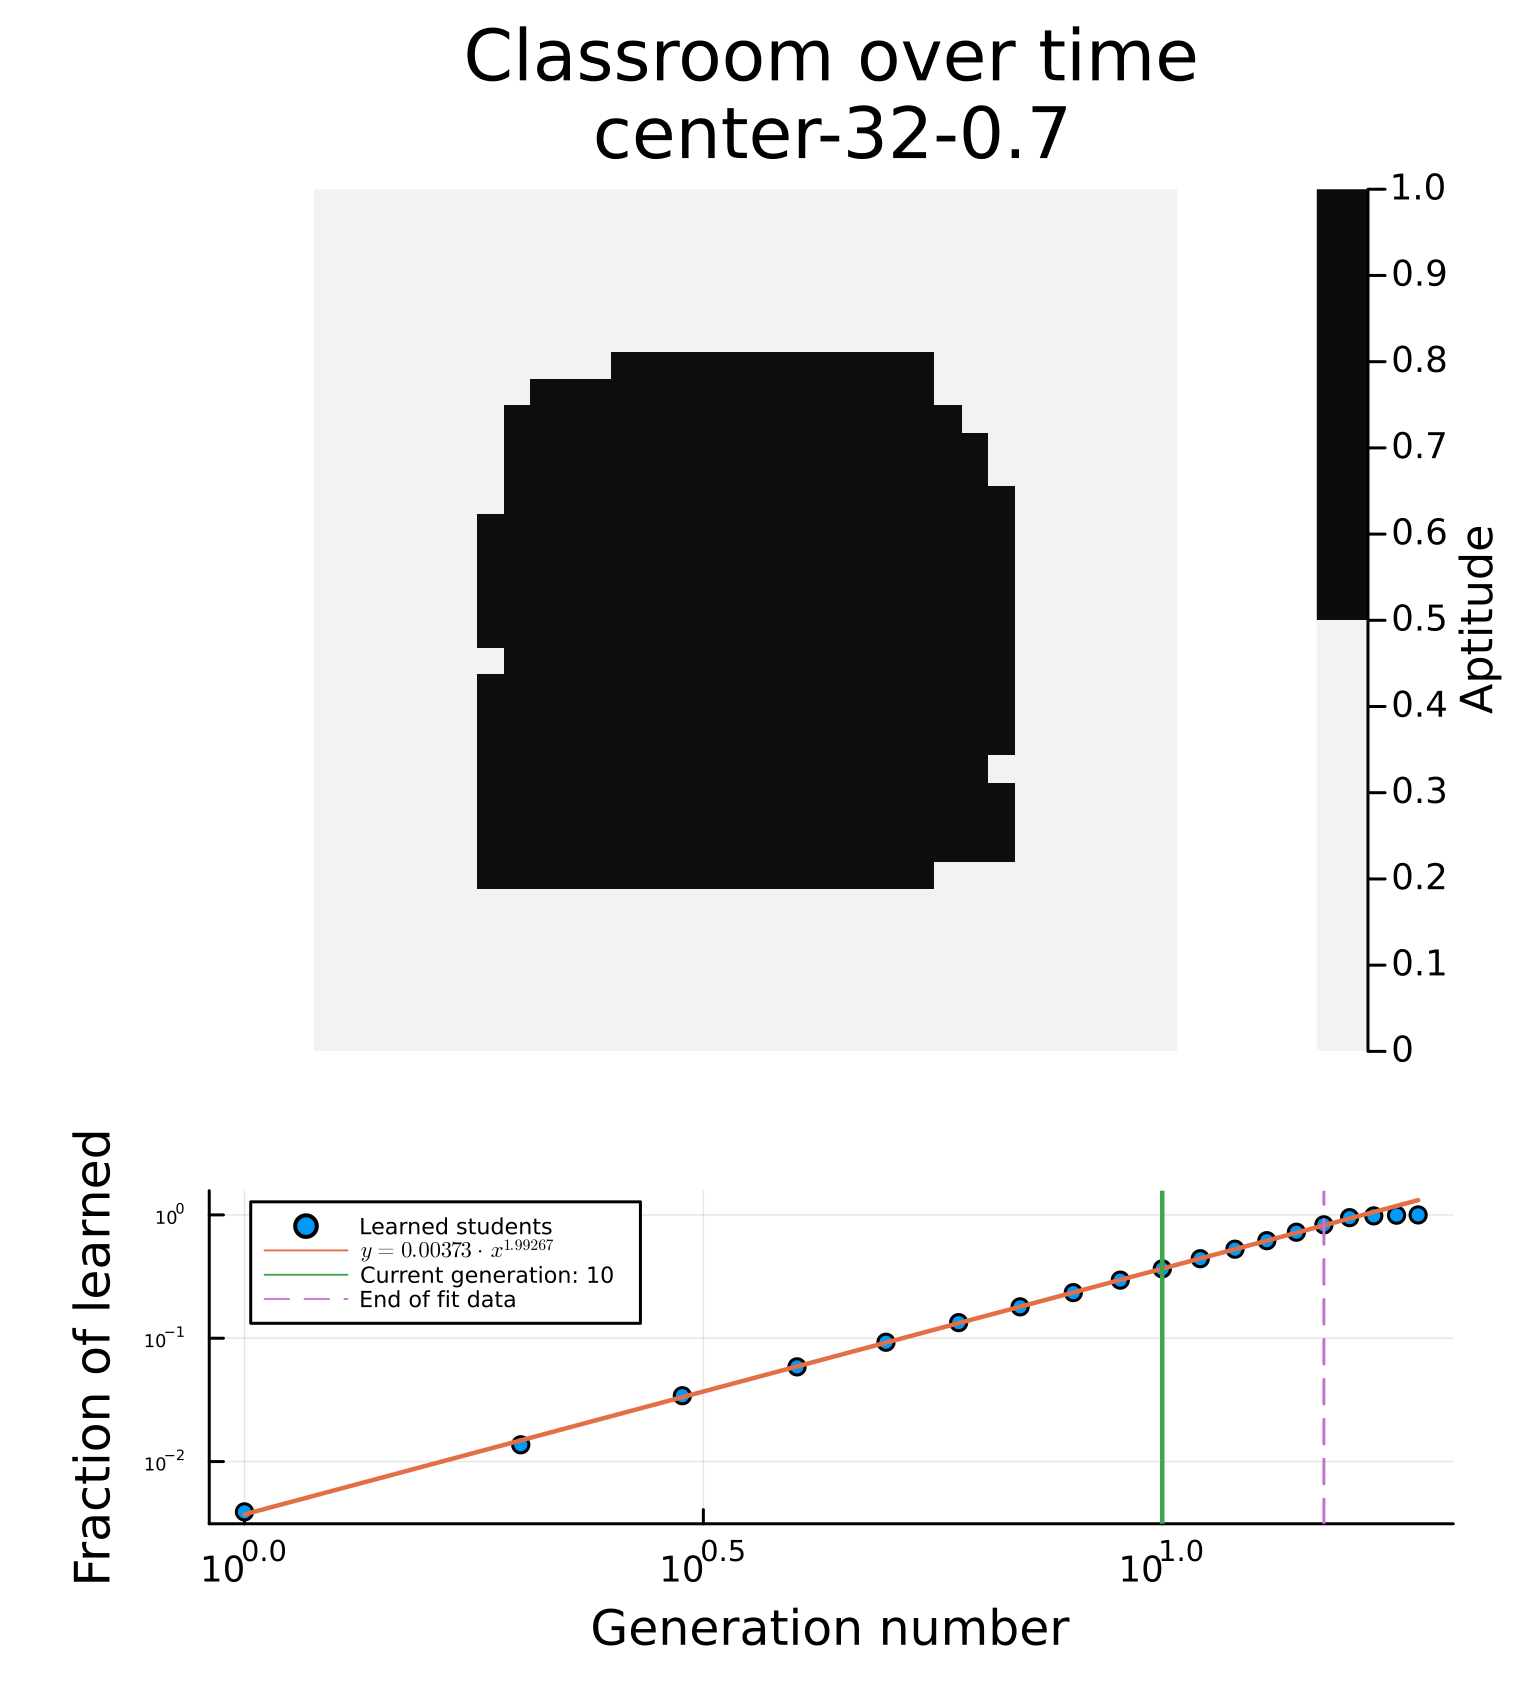 Classroom over time
center-32-0.7
1.0
0.9
0.8
0.7
0.6
0.5
0.4
0.3
0.2
0.1
0
Aptitude
Fraction of learned
10⁰
10⁻¹
10⁻²
Learned students
y = 0.00373 · x^1.99267
Current generation: 10
End of fit data
10^0.0 10^0.5 10^1.0
Generation number